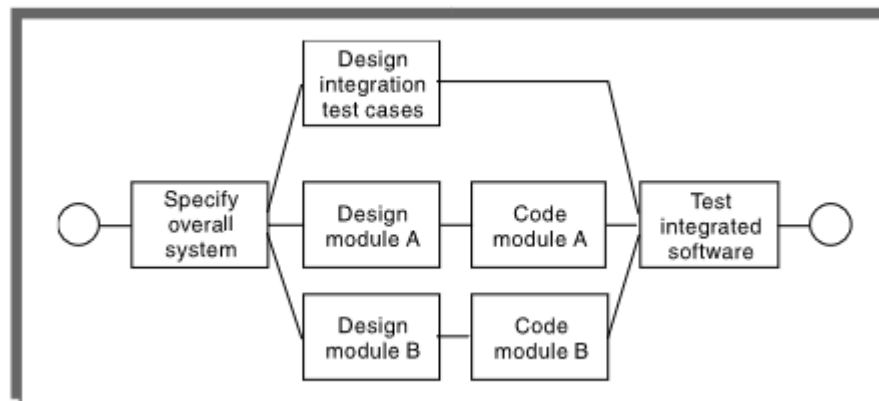 Design
integration
test cases
Specify
overall
system
Design
module A
Code
module A
Test
integrated
software
Design
module B
Code
module B